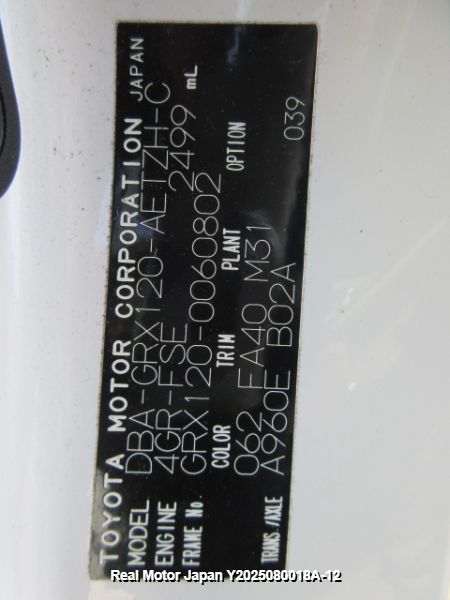 TOYOTA MOTOR CORPORATION JAPAN
MODEL DBA-GRX120-AETZH-C
ENGINE 4GR-FSE 2499 mL
FRAME No. GRX120-0060802
COLOR TRIM PLANT OPTION
062 FA40 M31 039
TRANS./AXLE A960E B02A
Real Motor Japan Y2025080018A-12